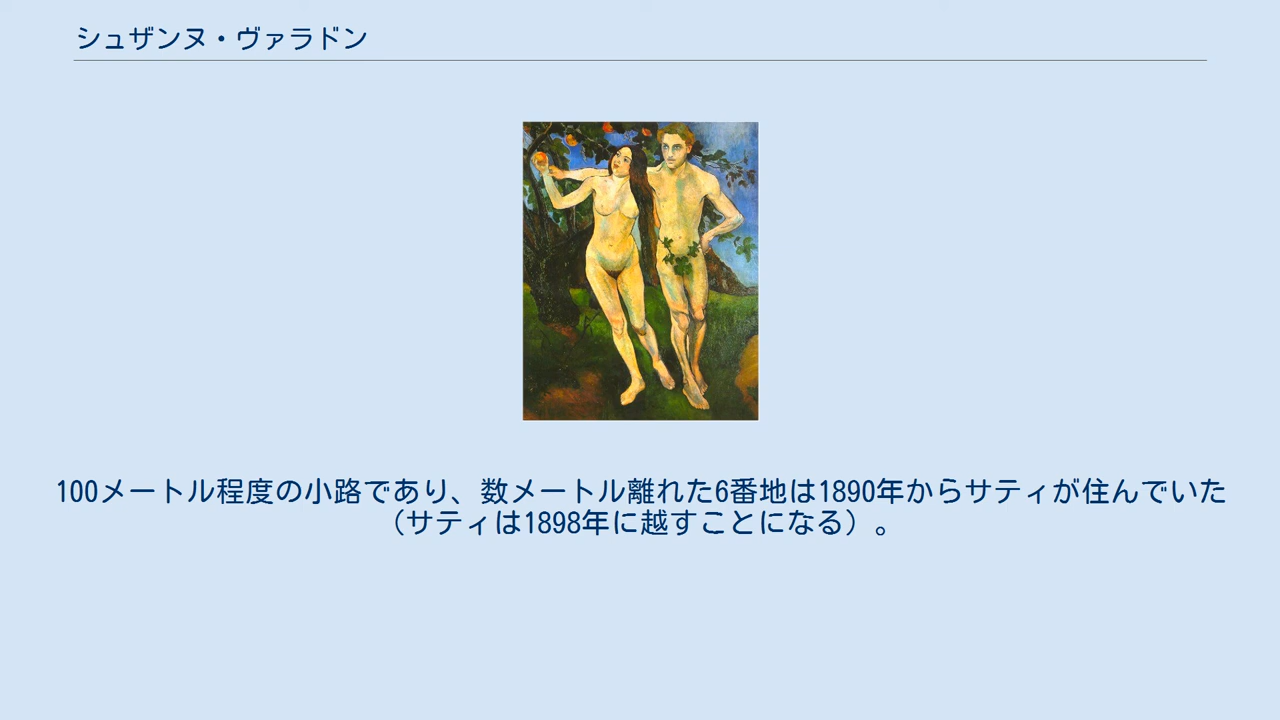 シュザンヌ・ヴァラドン
100メートル程度の小路であり、数メートル離れた6番地は1890年からサティが住んでいた
（サティは1898年に越すことになる）。